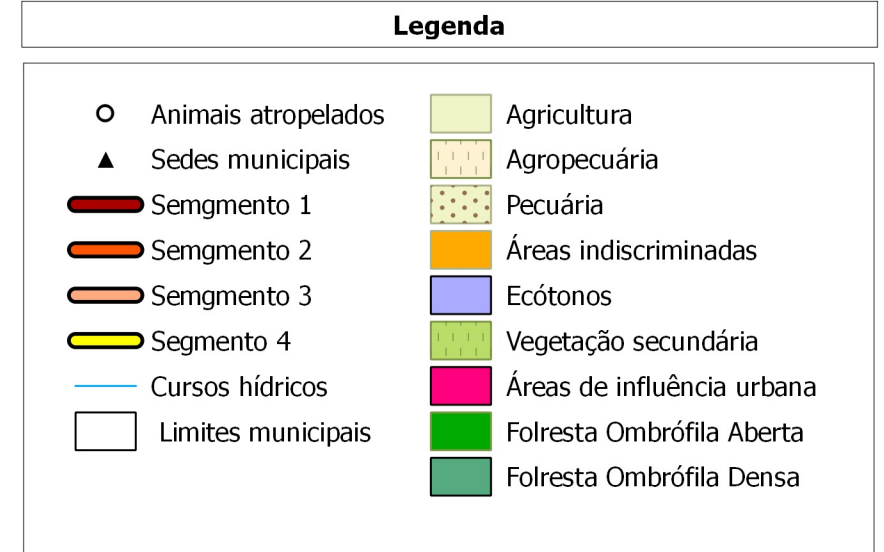 Legenda
Animais atropelados
Sedes municipais
Semgmento 1
Semgmento 2
Semgmento 3
Segmento 4
Cursos hídricos
Limites municipais
Agricultura
Agropecuária
Pecuária
Áreas indiscriminadas
Ecótonos
Vegetação secundária
Áreas de influência urbana
Folresta Ombrófila Aberta
Folresta Ombrófila Densa